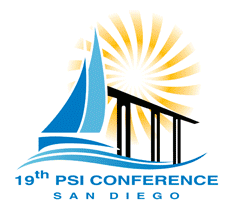 19th PSI CONFERENCE
SAN DIEGO